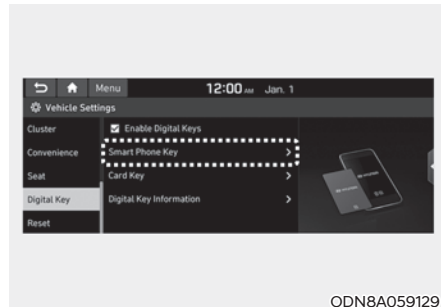 Menu 12:00 AM Jan. 1
Vehicle Settings
Cluster
Enable Digital Keys
Convenience
Smart Phone Key
Seat
Card Key
Digital Key
Digital Key Information
Reset
ODN8A059129